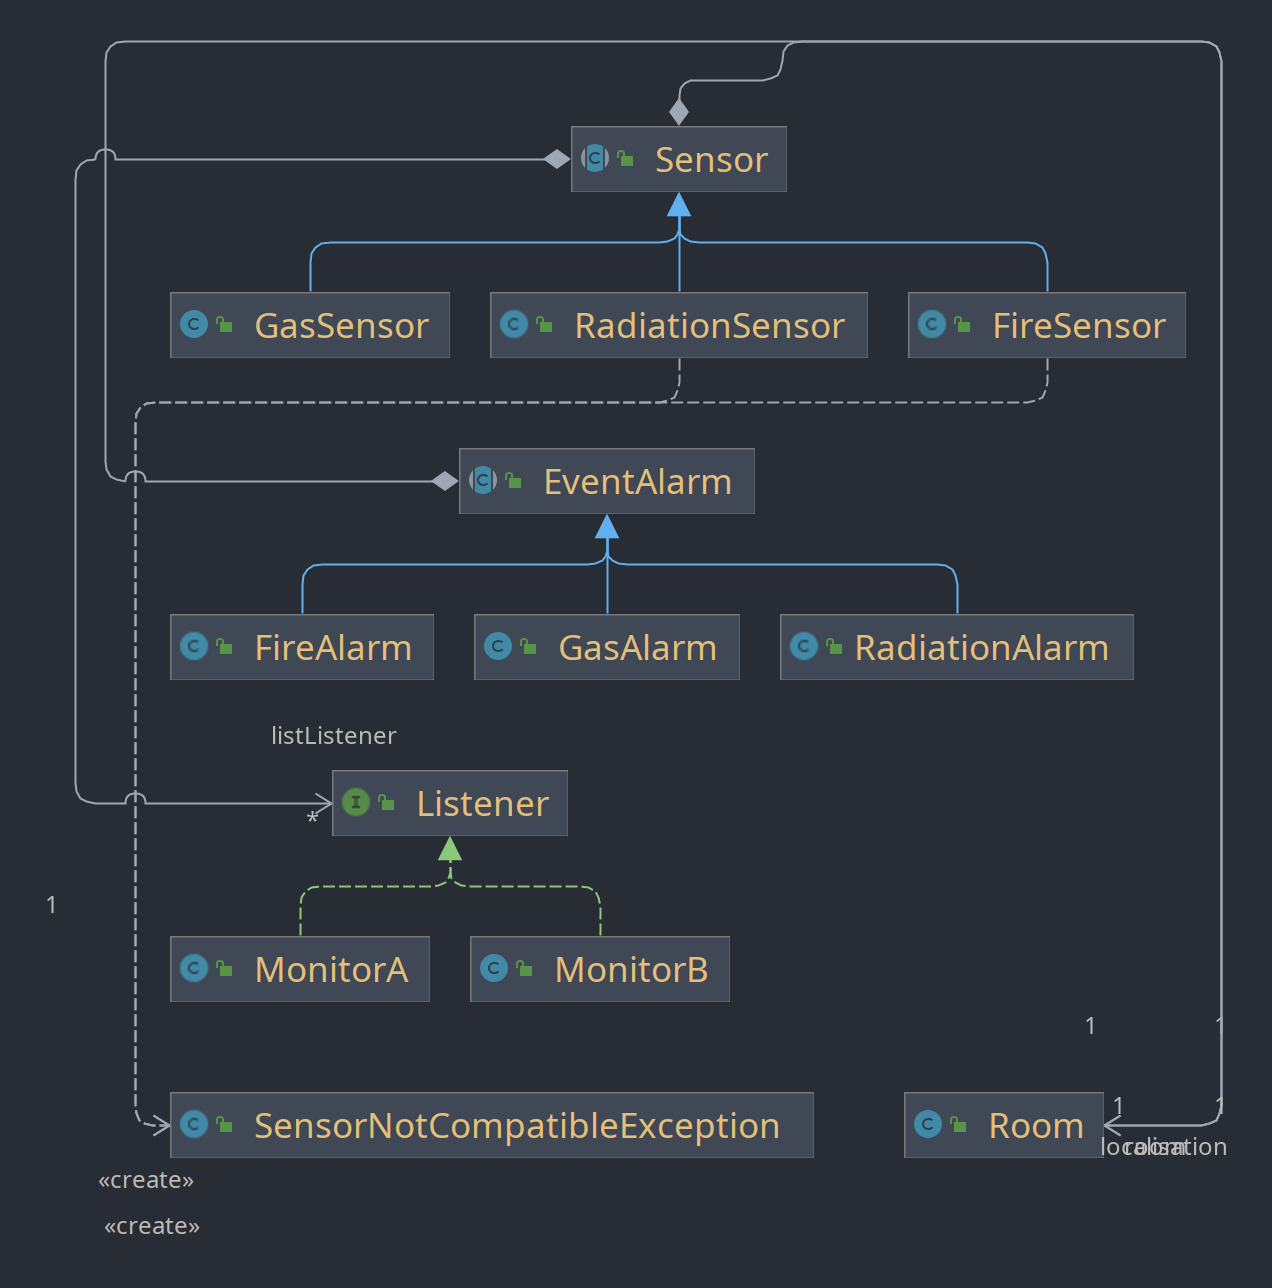 Sensor
GasSensor
RadiationSensor
FireSensor
EventAlarm
FireAlarm
GasAlarm
RadiationAlarm
listListener
Listener
*
1
MonitorA
MonitorB
1
1
SensorNotCompatibleException
Room
1
1
localisation
room
«create»
«create»